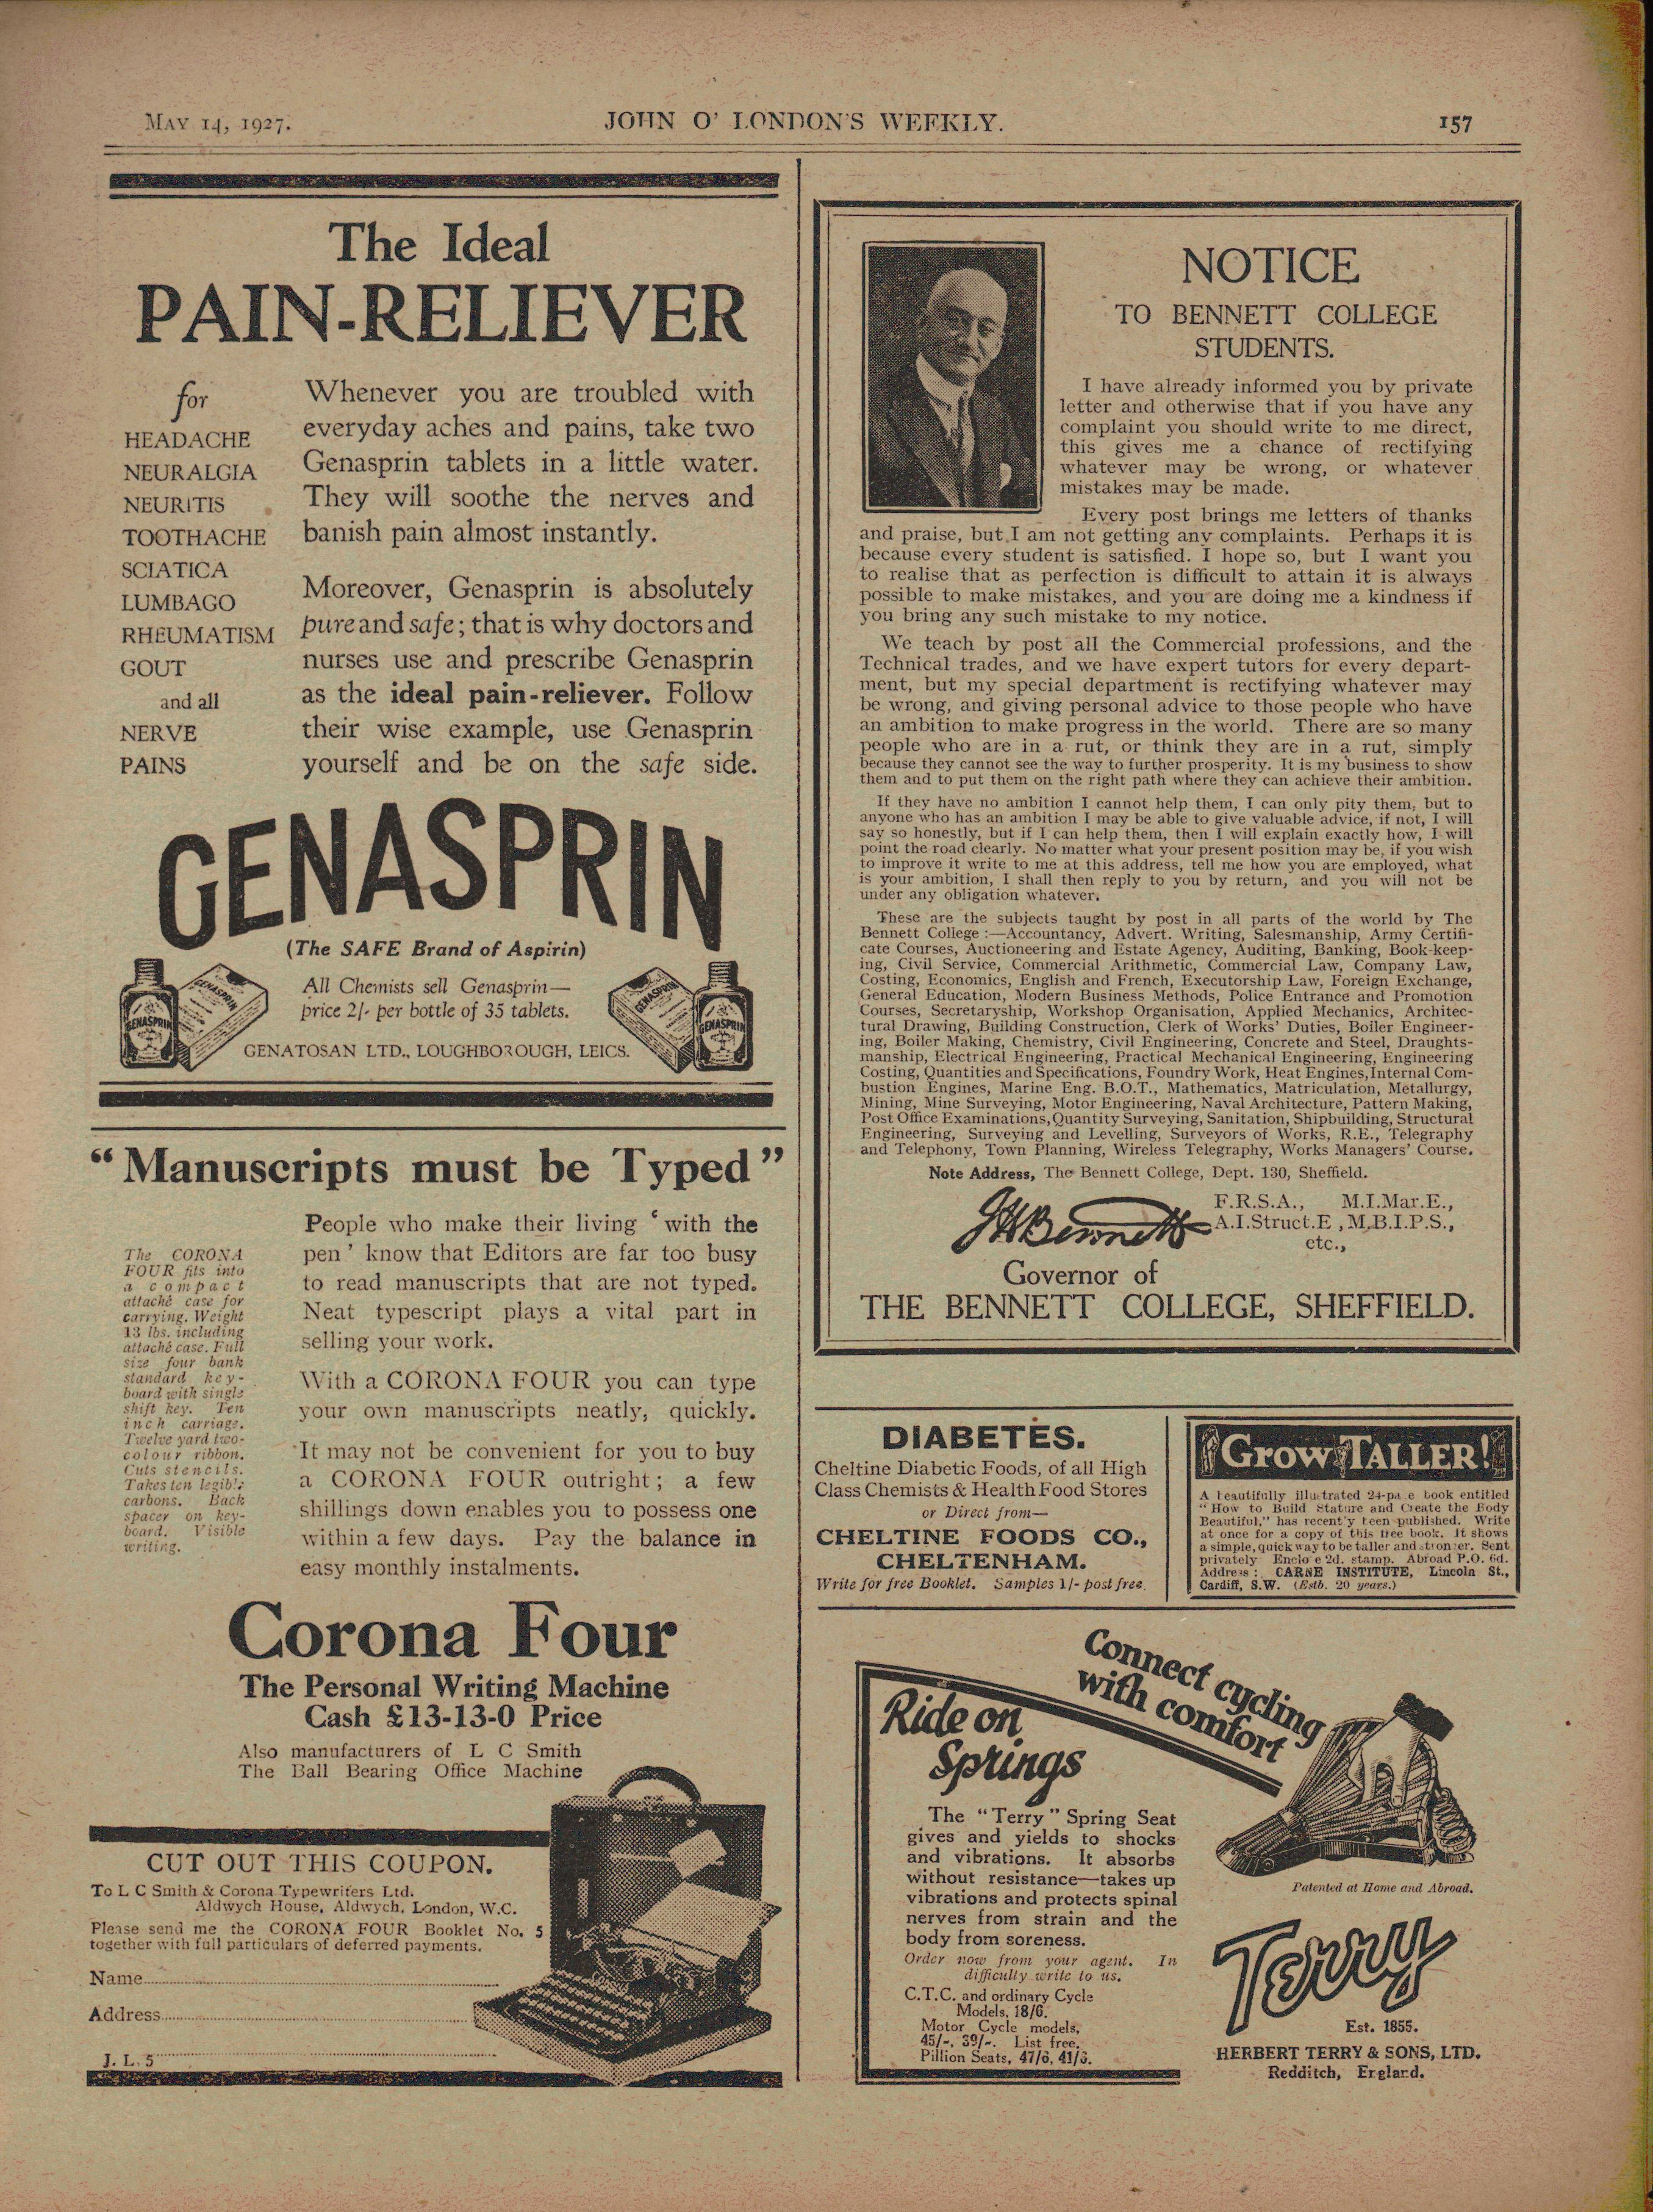 MAY 14, 1927.
JOHN O' LONDON'S WEEKLY.
157
The Ideal
PAIN-RELIEVER
for
HEADACHE
NEURALGIA
NEURITIS
TOOTHACHE
SCIATICA
LUMBAGO
RHEUMATISM
GOUT
and all
NERVE
PAINS
Whenever you are troubled with
everyday aches and pains, take two
Genasprin tablets in a little water.
They will soothe the nerves and
banish pain almost instantly.
Moreover, Genasprin is absolutely
pure and safe; that is why doctors and
nurses use and prescribe Genasprin
as the ideal pain-reliever. Follow
their wise example, use Genasprin
yourself and be on the safe side.
GENASPRIN
(The SAFE Brand of Aspirin)
All Chemists sell Genasprin—
price 2/- per bottle of 35 tablets.
GENASPRIN
GENASPRIN
GENASPRIN
GENASPRIN
GENATOSAN LTD., LOUGHBOROUGH, LEICS.
"Manuscripts must be Typed"
The CORONA
FOUR fits into
a compact
attaché case for
carrying. Weight
13 lbs. including
attaché case. Full
size four bank
standard key-
board with single
shift key. Ten
inch carriage.
Twelve yard two-
colour ribbon.
Cuts stencils.
Takes ten legible
carbons. Back
spacer on key-
board. Visible
writing.
People who make their living ‘with the
pen’ know that Editors are far too busy
to read manuscripts that are not typed.
Neat typescript plays a vital part in
selling your work.
With a CORONA FOUR you can type
your own manuscripts neatly, quickly.
It may not be convenient for you to buy
a CORONA FOUR outright; a few
shillings down enables you to possess one
within a few days. Pay the balance in
easy monthly instalments.
Corona Four
The Personal Writing Machine
Cash £13-13-0 Price
Also manufacturers of L C Smith
The Ball Bearing Office Machine
CUT OUT THIS COUPON.
To L C Smith & Corona Typewriters Ltd.
Aldwych House, Aldwych, London, W.C.
Please send me the CORONA FOUR Booklet No. 5
together with full particulars of deferred payments.
Name
Address
J. L. 5
NOTICE
TO BENNETT COLLEGE
STUDENTS.
I have already informed you by private
letter and otherwise that if you have any
complaint you should write to me direct,
this gives me a chance of rectifying
whatever may be wrong, or whatever
mistakes may be made.
Every post brings me letters of thanks
and praise, but I am not getting any complaints. Perhaps it is
because every student is satisfied. I hope so, but I want you
to realise that as perfection is difficult to attain it is always
possible to make mistakes, and you are doing me a kindness if
you bring any such mistake to my notice.
We teach by post all the Commercial professions, and the
Technical trades, and we have expert tutors for every depart-
ment, but my special department is rectifying whatever may
be wrong, and giving personal advice to those people who have
an ambition to make progress in the world. There are so many
people who are in a rut, or think they are in a rut, simply
because they cannot see the way to further prosperity. It is my business to show
them and to put them on the right path where they can achieve their ambition.
If they have no ambition I cannot help them, I can only pity them, but to
anyone who has an ambition I may be able to give valuable advice, if not, I will
say so honestly, but if I can help them, then I will explain exactly how, I will
point the road clearly. No matter what your present position may be, if you wish
to improve it write to me at this address, tell me how you are employed, what
is your ambition, I shall then reply to you by return, and you will not be
under any obligation whatever.
These are the subjects taught by post in all parts of the world by The
Bennett College:—Accountancy, Advert. Writing, Salesmanship, Army Certifi-
cate Courses, Auctioneering and Estate Agency, Auditing, Banking, Book-keep-
ing, Civil Service, Commercial Arithmetic, Commercial Law, Company Law,
Costing, Economics, English and French, Executorship Law, Foreign Exchange,
General Education, Modern Business Methods, Police Entrance and Promotion
Courses, Secretaryship, Workshop Organisation, Applied Mechanics, Architec-
tural Drawing, Building Construction, Clerk of Works' Duties, Boiler Engineer-
ing, Boiler Making, Chemistry, Civil Engineering, Concrete and Steel, Draughts-
manship, Electrical Engineering, Practical Mechanical Engineering, Engineering
Costing, Quantities and Specifications, Foundry Work, Heat Engines, Internal Com-
bustion Engines, Marine Eng. B.O.T., Mathematics, Matriculation, Metallurgy,
Mining, Mine Surveying, Motor Engineering, Naval Architecture, Pattern Making,
Post Office Examinations, Quantity Surveying, Sanitation, Shipbuilding, Structural
Engineering, Surveying and Levelling, Surveyors of Works, R.E., Telegraphy
and Telephony, Town Planning, Wireless Telegraphy, Works Managers' Course.
Note Address, The Bennett College, Dept. 130, Sheffield.
JHBennett
F.R.S.A., M.I.Mar.E.,
A.I.Struct.E., M.B.I.P.S.,
etc.,
Governor of
THE BENNETT COLLEGE, SHEFFIELD.
DIABETES.
Cheltine Diabetic Foods, of all High
Class Chemists & Health Food Stores
or Direct from—
CHELTINE FOODS CO.,
CHELTENHAM.
Write for free Booklet. Samples 1/- post free.
GROW TALLER!
A beautifully illustrated 24-page book entitled
"How to Build Stature and Create the Body
Beautiful," has recently been published. Write
at once for a copy of this free book. It shows
a simple, quick way to be taller and stronger. Sent
privately Enclose 2d. stamp. Abroad P.O. 6d.
Address: CARNE INSTITUTE, Lincoln St.,
Cardiff, S.W. (Estb. 20 years.)
Connect cycling
with comfort
Ride on
Springs
The "Terry" Spring Seat
gives and yields to shocks
and vibrations. It absorbs
without resistance—takes up
vibrations and protects spinal
nerves from strain and the
body from soreness.
Order now from your agent. In
difficulty write to us.
C.T.C. and ordinary Cycle
Models, 18/6.
Motor Cycle models,
45/-, 39/-. List free.
Pillion Seats, 47/6, 41/6.
Patented at Home and Abroad.
Terry
Est. 1855.
HERBERT TERRY & SONS, LTD.
Redditch, England.